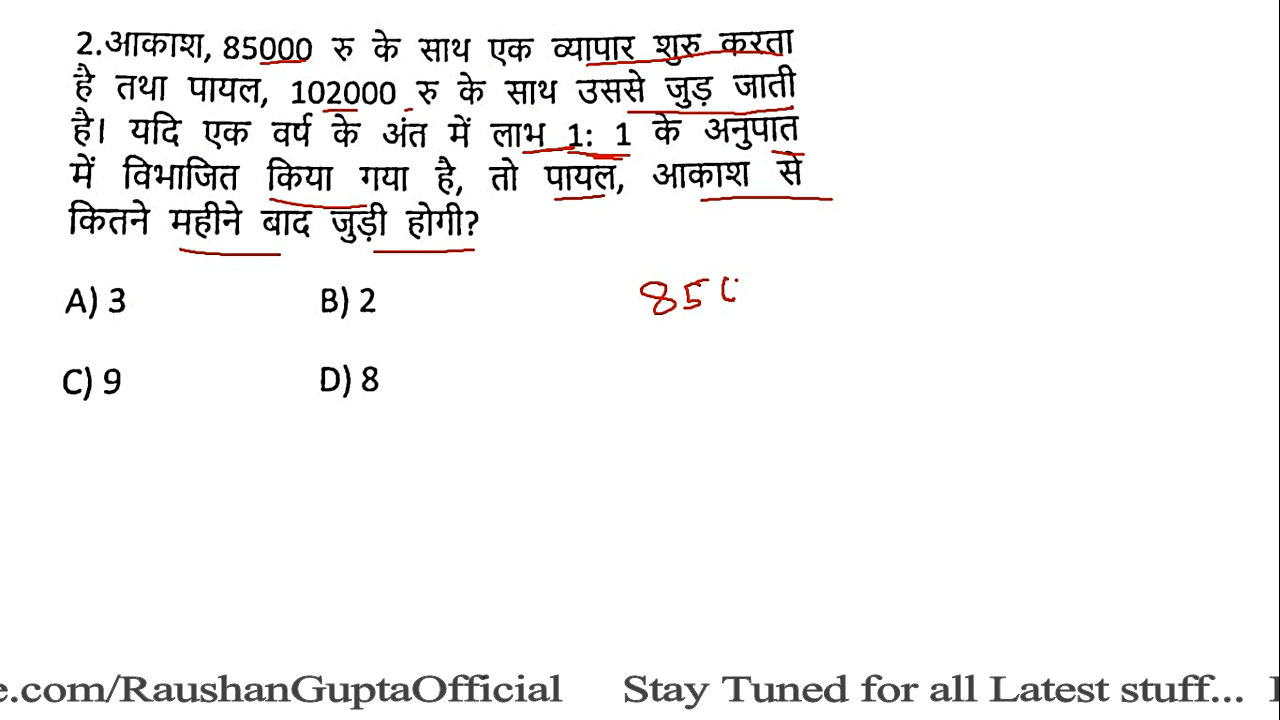 2.आकाश, 85000 रु के साथ एक व्यापार शुरु करता
है तथा पायल, 102000 रु के साथ उससे जुड़ जाती
है। यदि एक वर्ष के अंत में लाभ 1: 1 के अनुपात
में विभाजित किया गया है, तो पायल, आकाश से
कितने महीने बाद जुड़ी होगी?
A) 3 B) 2
850
C) 9 D) 8
e.com/RaushanGuptaOfficial Stay Tuned for all Latest stuff...